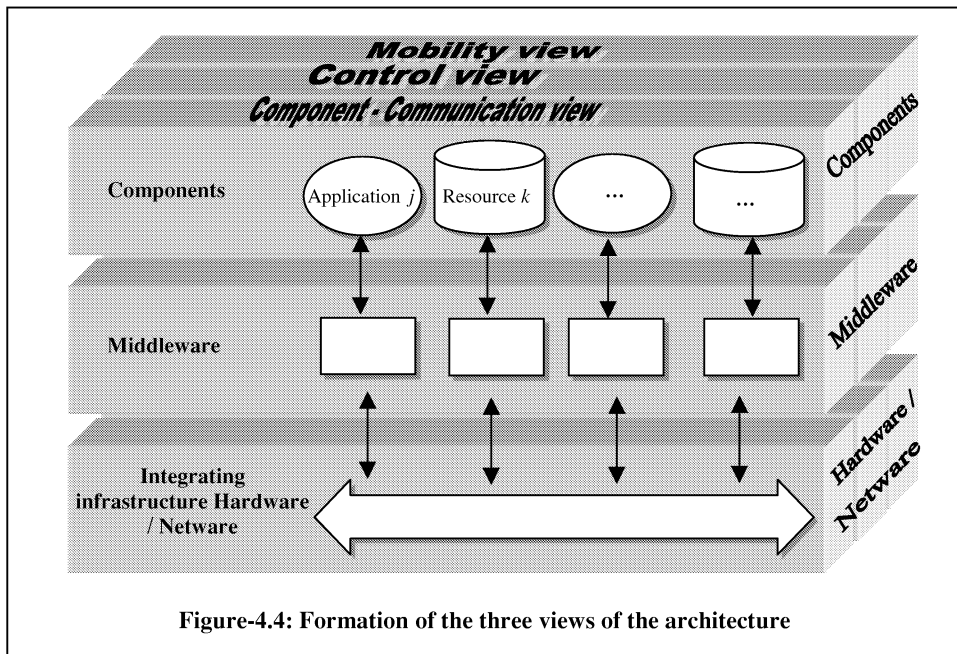 Mobility view
Control view
Component - Communication view
Components
Components
Application j
Resource k
...
...
Middleware
Middleware
Hardware /
Netware
Integrating
infrastructure Hardware
/ Netware
Figure-4.4: Formation of the three views of the architecture